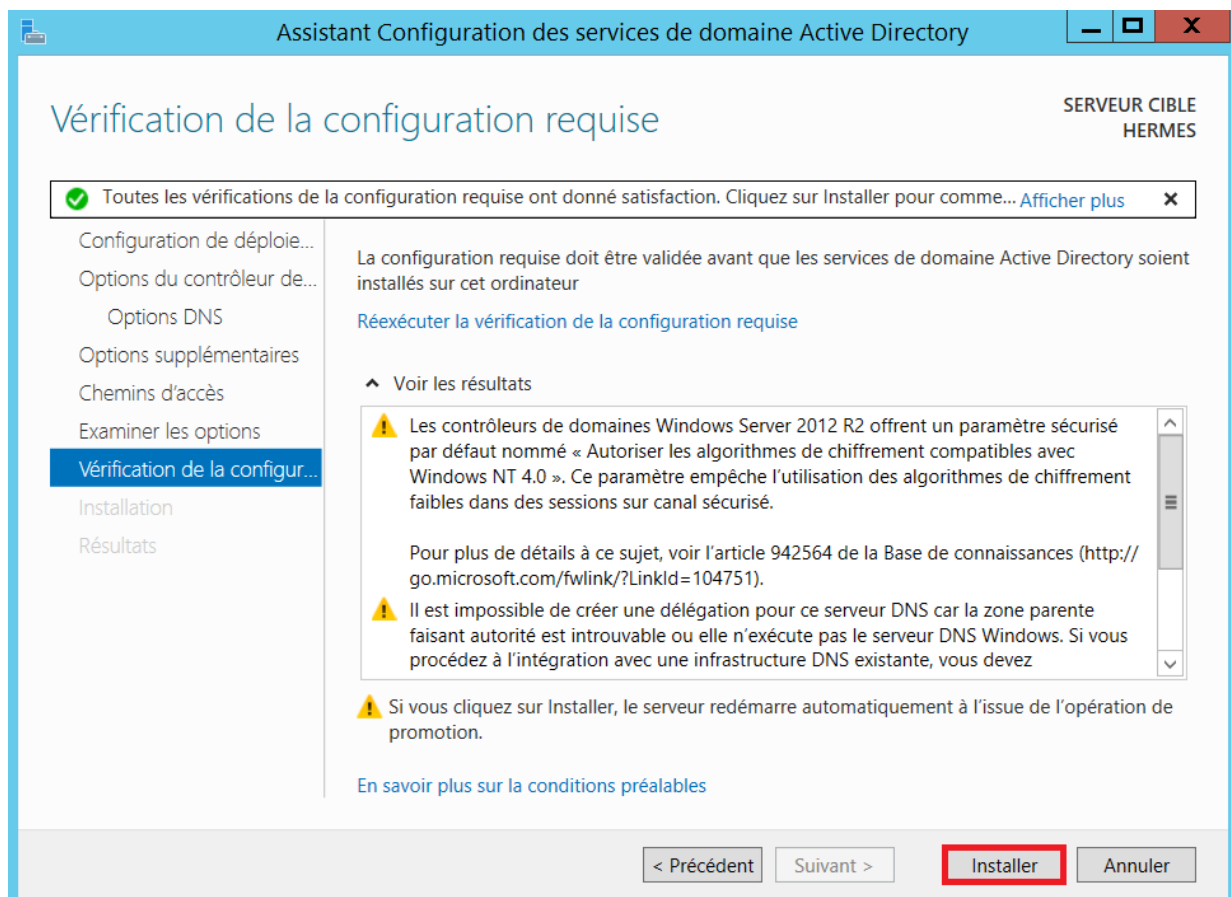 Assistant Configuration des services de domaine Active Directory
Vérification de la configuration requise
SERVEUR CIBLE
HERMES
Toutes les vérifications de la configuration requise ont donné satisfaction. Cliquez sur Installer pour comme... Afficher plus
Configuration de déploie...
Options du contrôleur de...
Options DNS
Options supplémentaires
Chemins d'accès
Examiner les options
Vérification de la configur...
Installation
Résultats
La configuration requise doit être validée avant que les services de domaine Active Directory soient
installés sur cet ordinateur
Réexécuter la vérification de la configuration requise
Voir les résultats
Les contrôleurs de domaines Windows Server 2012 R2 offrent un paramètre sécurisé
par défaut nommé « Autoriser les algorithmes de chiffrement compatibles avec
Windows NT 4.0 ». Ce paramètre empêche l'utilisation des algorithmes de chiffrement
faibles dans des sessions sur canal sécurisé.
Pour plus de détails à ce sujet, voir l'article 942564 de la Base de connaissances (http://
go.microsoft.com/fwlink/?LinkId=104751).
Il est impossible de créer une délégation pour ce serveur DNS car la zone parente
faisant autorité est introuvable ou elle n'exécute pas le serveur DNS Windows. Si vous
procédez à l'intégration avec une infrastructure DNS existante, vous devez
Si vous cliquez sur Installer, le serveur redémarre automatiquement à l'issue de l'opération de
promotion.
En savoir plus sur la conditions préalables
< Précédent
Suivant >
Installer
Annuler